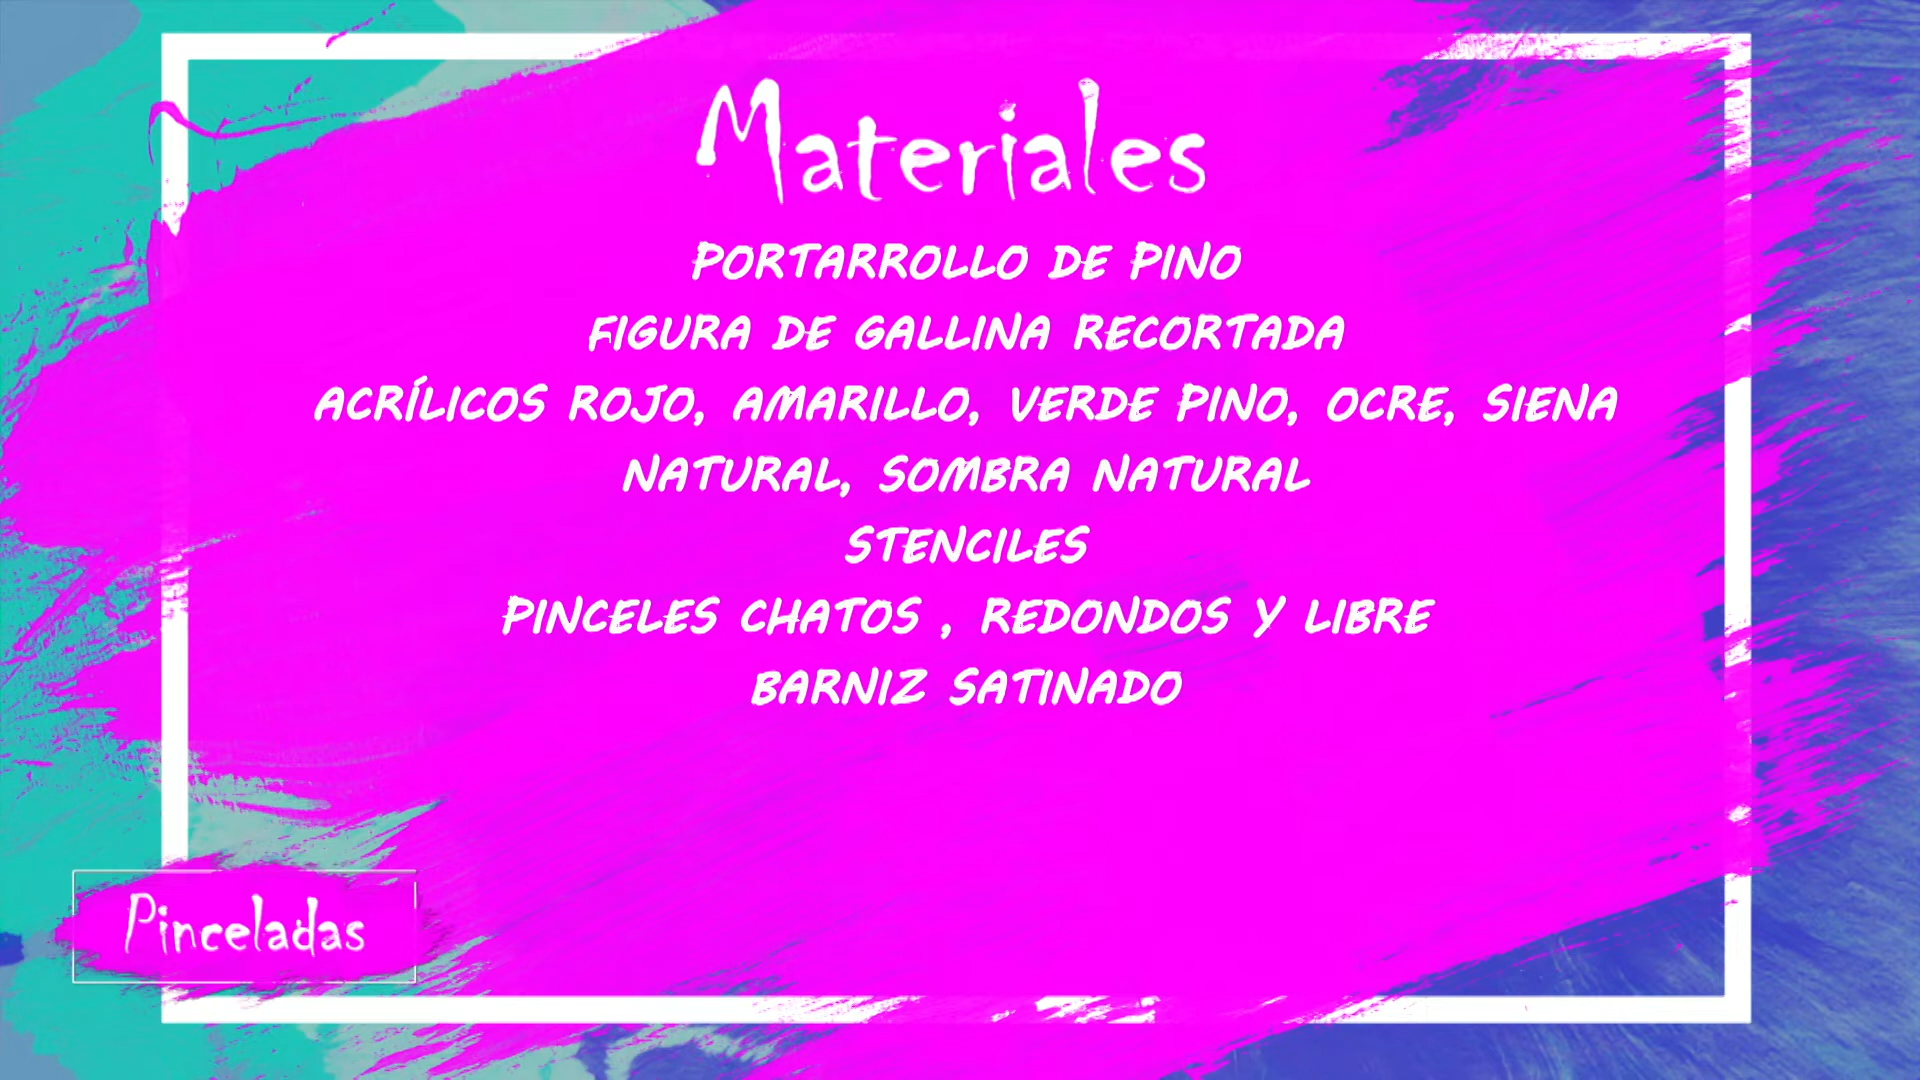 Materiales
PORTARROLLO DE PINO
FIGURA DE GALLINA RECORTADA
ACRÍLICOS ROJO, AMARILLO, VERDE PINO, OCRE, SIENA
NATURAL, SOMBRA NATURAL
STENCILES
PINCELES CHATOS , REDONDOS Y LIBRE
BARNIZ SATINADO
Pinceladas